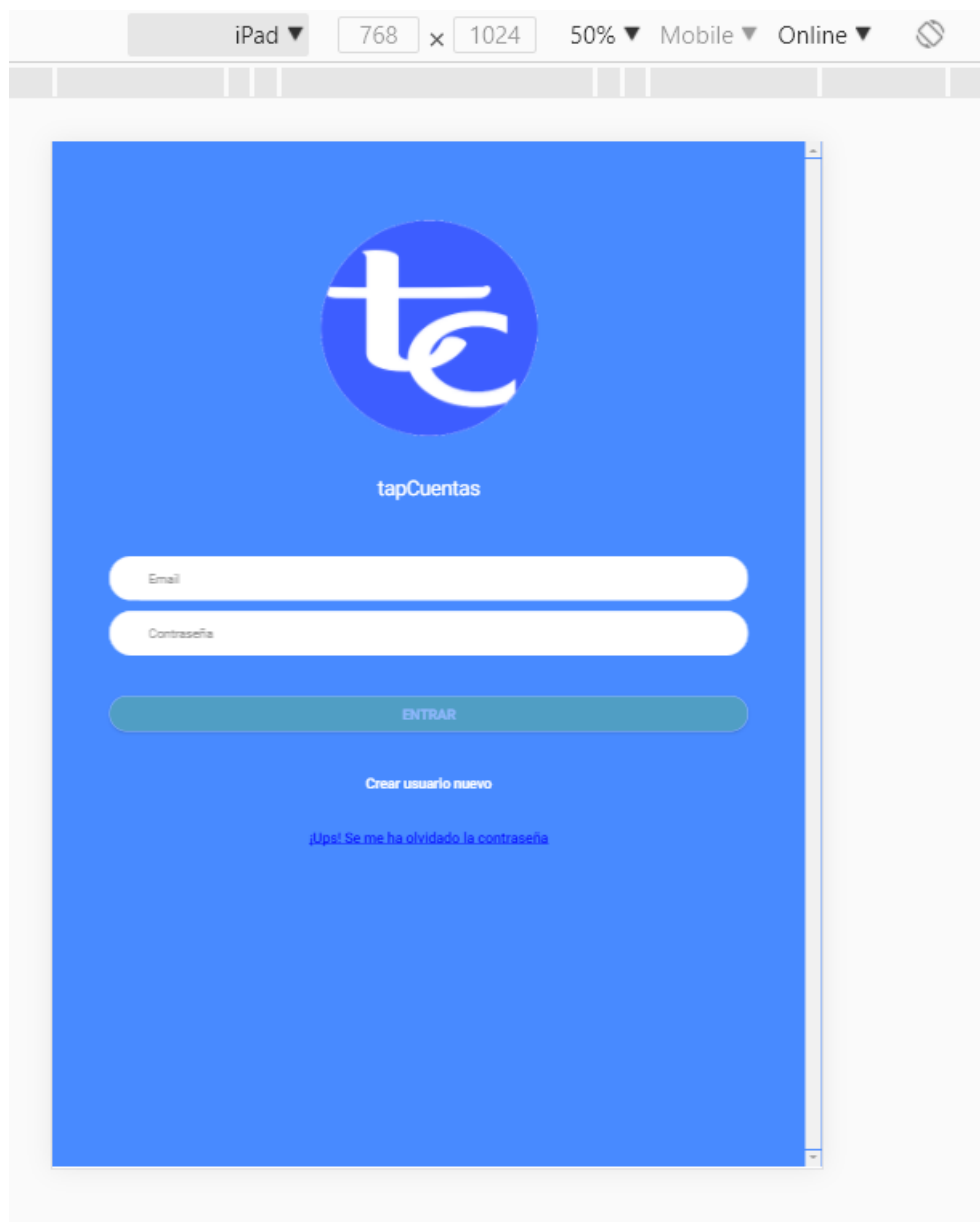 iPad ▼ 768 × 1024 50% ▼ Mobile ▼ Online ▼
tc
tapCuentas
Email
Contraseña
ENTRAR
Crear usuario nuevo
¡Ups! Se me ha olvidado la contraseña